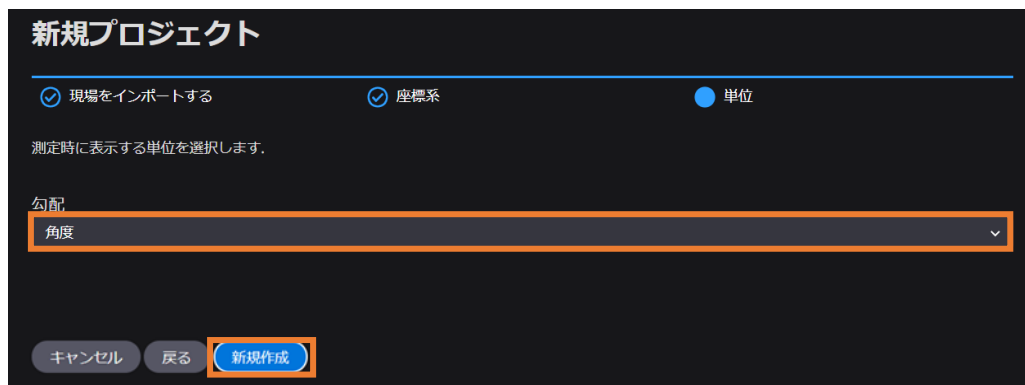 新規プロジェクト
現場をインポートする 座標系 単位
測定時に表示する単位を選択します.
勾配
角度
キャンセル 戻る 新規作成